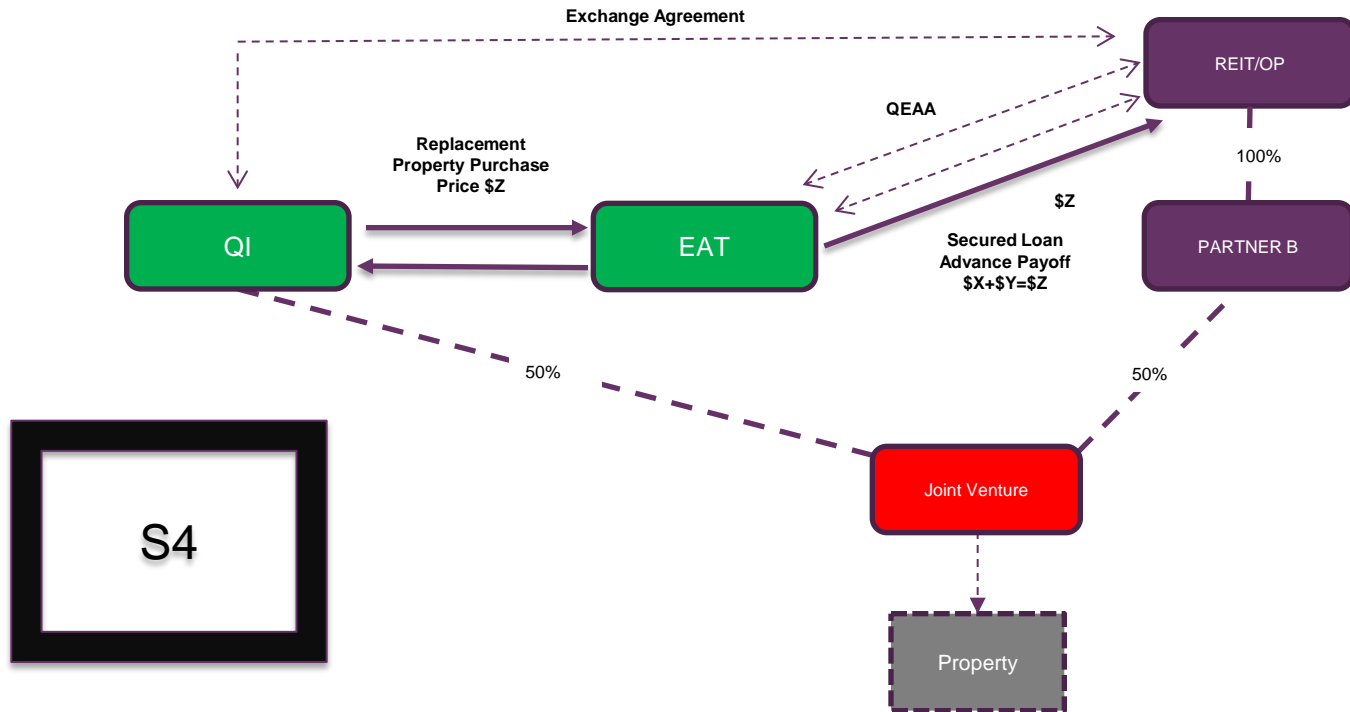 Exchange Agreement
REIT/OP
QEAA
Replacement
Property Purchase
Price $Z
100%
$Z
QI
EAT
Secured Loan
Advance Payoff
$X+$Y=$Z
PARTNER B
50%
50%
Joint Venture
S4
Property